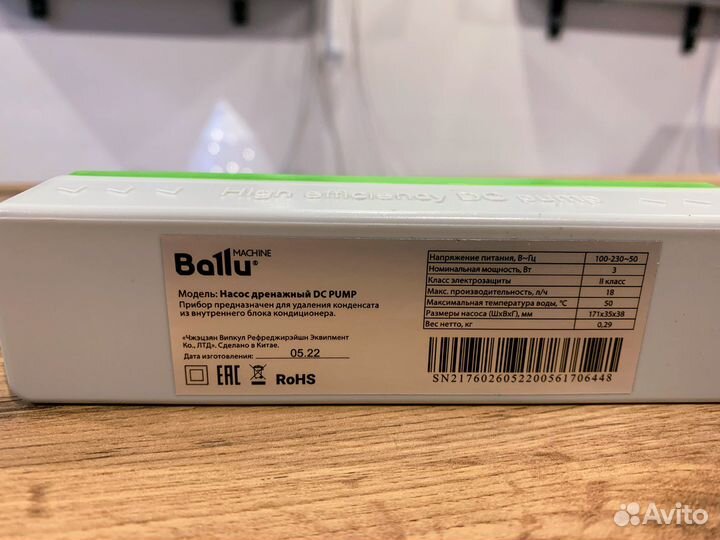 High efficiency DC PUMP
Ballu® MACHINE
Модель: Насос дренажный DC PUMP
Прибор предназначен для удаления конденсата
из внутреннего блока кондиционера.
«Чжэцзян Випкул Рефреджирэйшн Эквипмент
Ко., ЛТД». Сделано в Китае.
Дата изготовления: 05.22
EAC RoHS
Напряжение питания, В~Гц 100-230~50
Номинальная мощность, Вт 3
Класс электрозащиты II класс
Макс. производительность, л/ч 18
Максимальная температура воды, °С 50
Размеры насоса (ШхВхГ), мм 171x35x38
Вес нетто, кг 0,29
SN2176026052200561706448
Avito